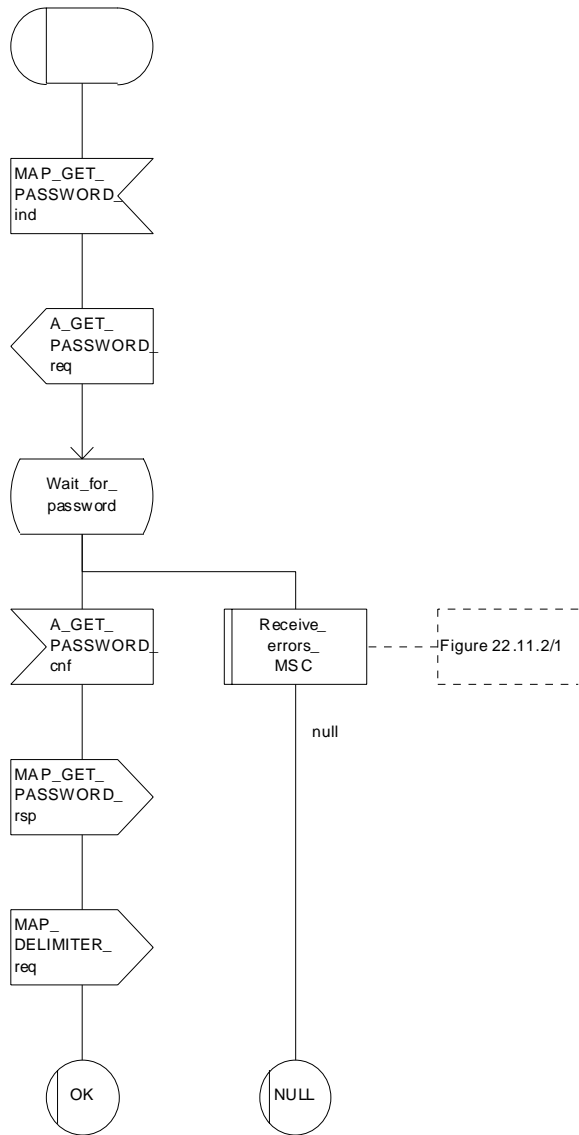 MAP_GET_
PASSWORD_
ind
A_GET_
PASSWORD_
req
Wait_for_
password
A_GET_
PASSWORD_
cnf
Receive_
errors_
MSC
Figure 22.11.2/1
null
MAP_GET_
PASSWORD_
rsp
MAP_
DELIMITER_
req
OK
NULL